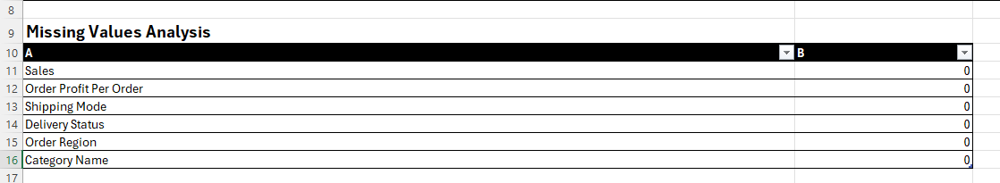 8
9 Missing Values Analysis
10 A B
11 Sales 0
12 Order Profit Per Order 0
13 Shipping Mode 0
14 Delivery Status 0
15 Order Region 0
16 Category Name 0
17